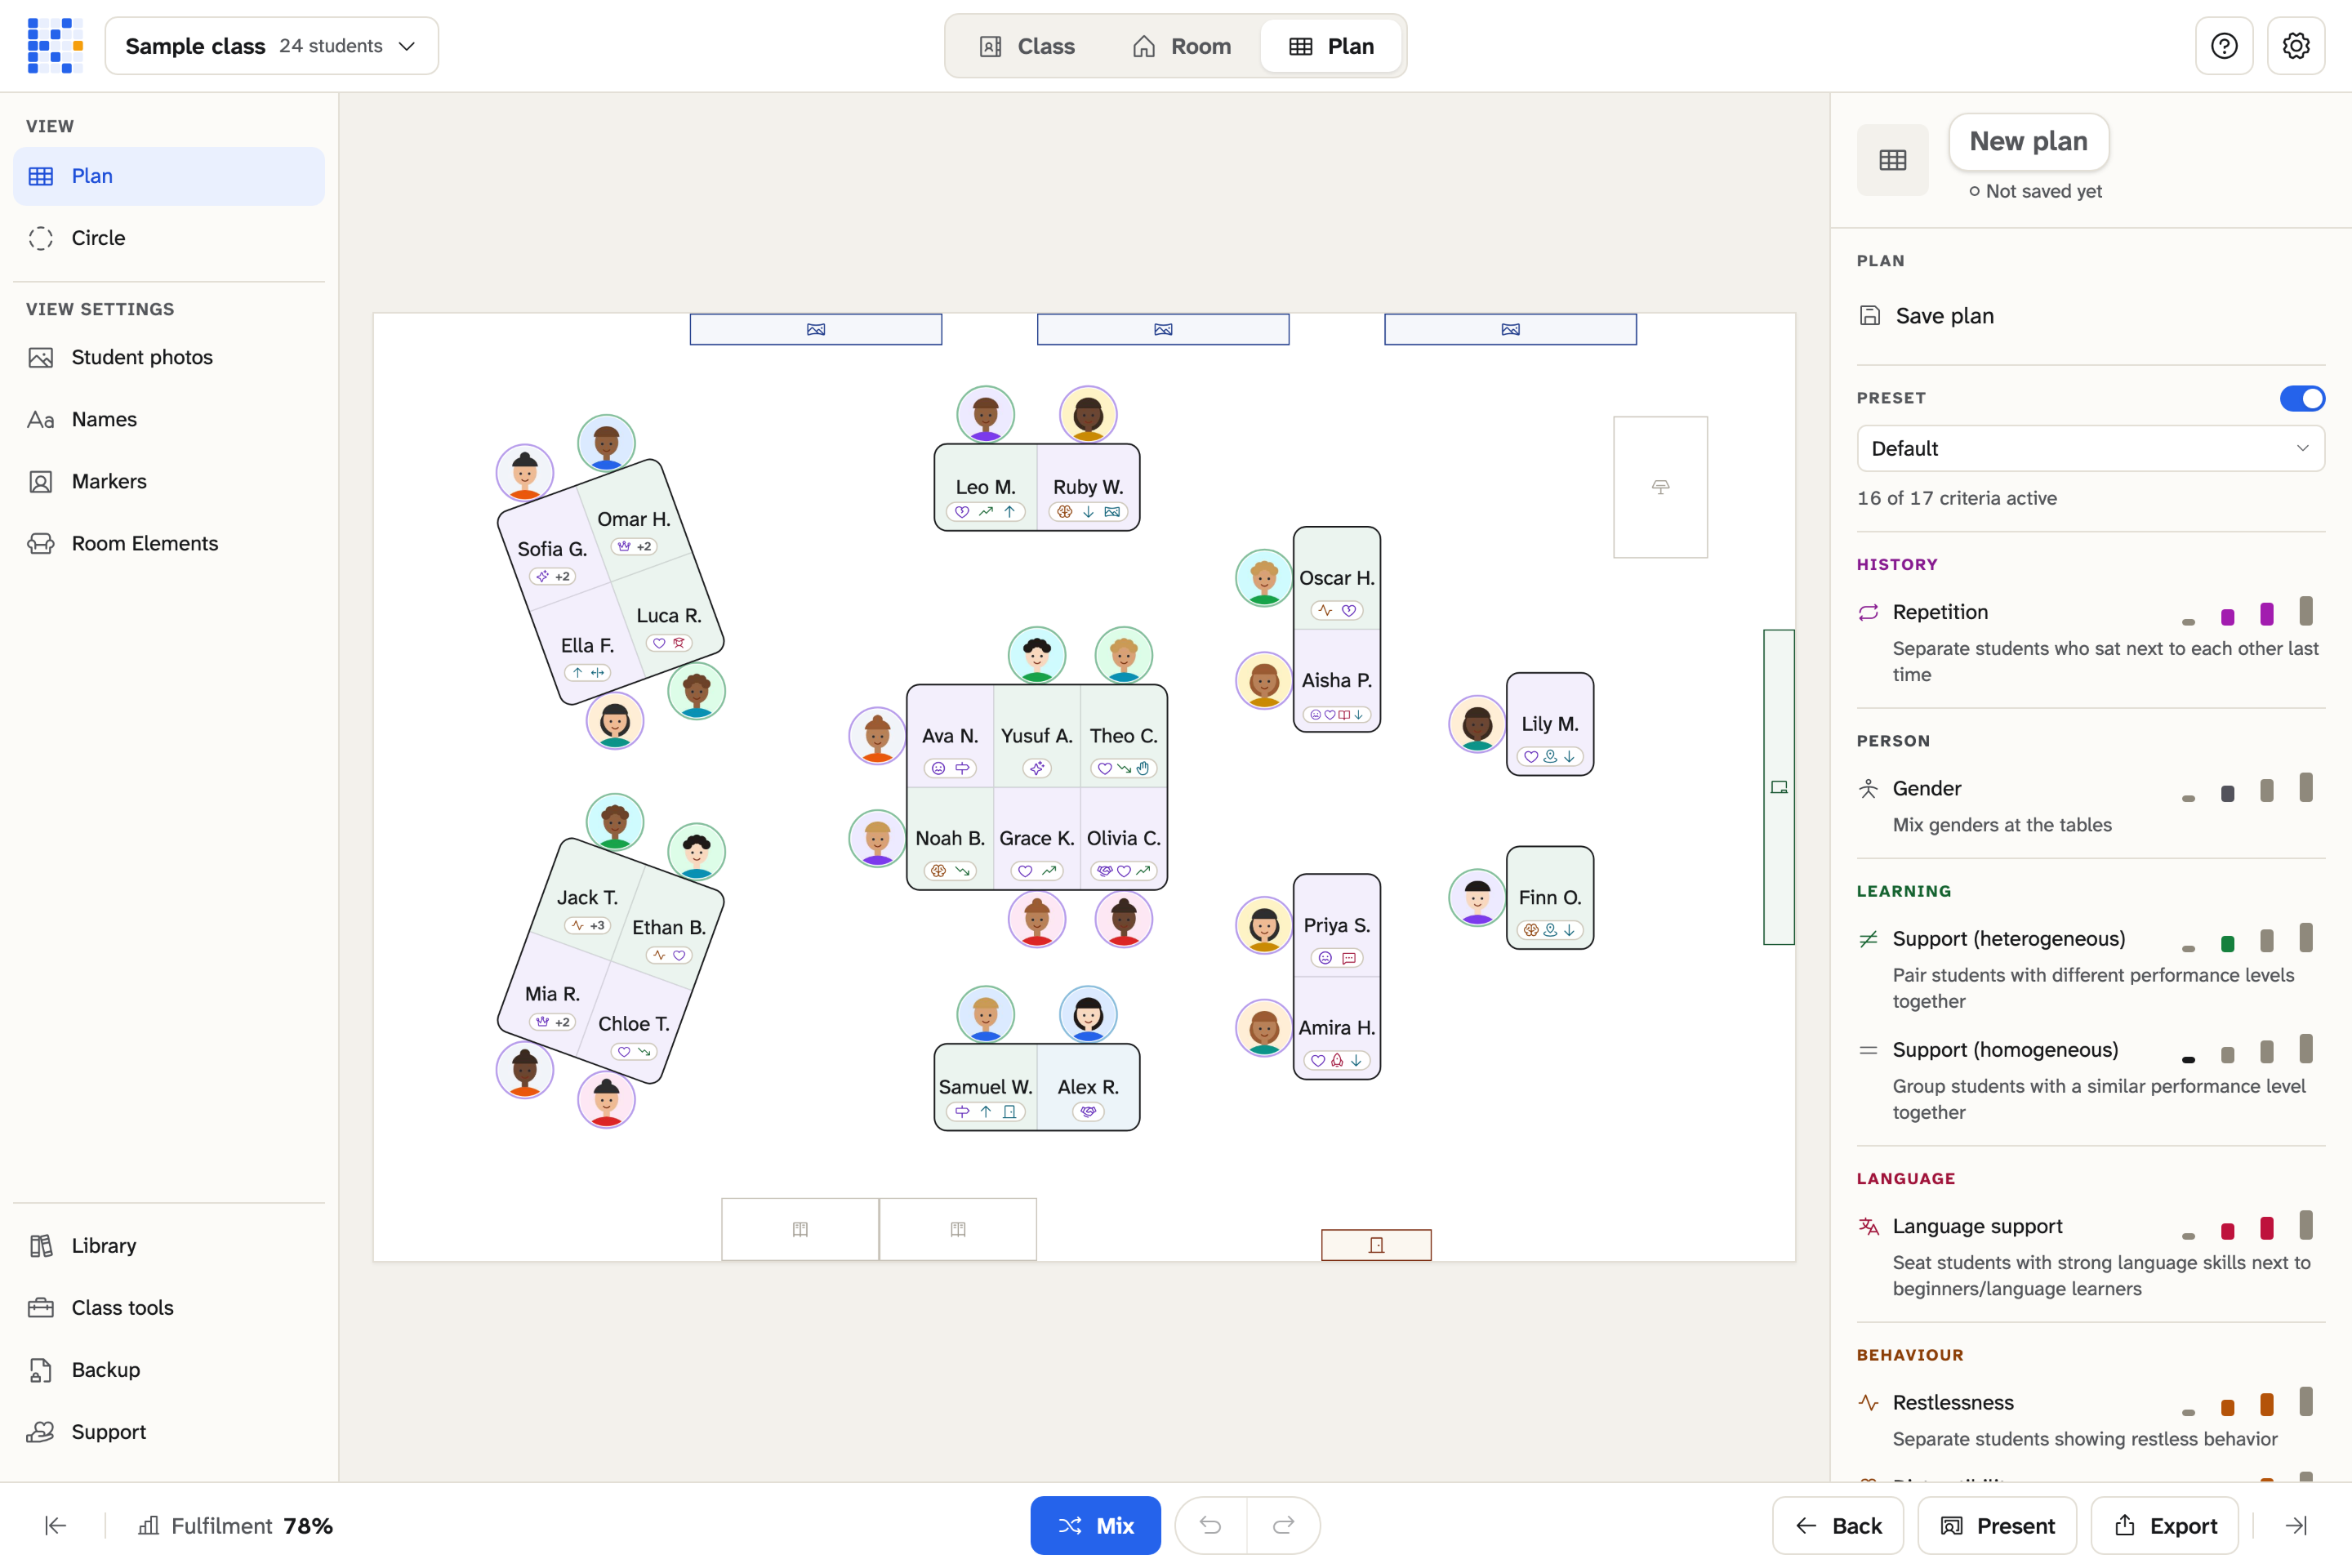 Sample class 24 students
Class
Room
Plan
VIEW
Plan
Circle
VIEW SETTINGS
Student photos
Names
Markers
Room Elements
Library
Class tools
Backup
Support
Leo M.
Ruby W.
Omar H.
+2
Sofia G.
+2
Luca R.
Ella F.
Oscar H.
Aisha P.
Ava N.
Yusuf A.
Theo C.
Noah B.
Grace K.
Olivia C.
Lily M.
Finn O.
Jack T.
+3
Ethan B.
Mia R.
+2
Chloe T.
Priya S.
Amira H.
Samuel W.
Alex R.
New plan
Not saved yet
PLAN
Save plan
PRESET
Default
16 of 17 criteria active
HISTORY
Repetition
Separate students who sat next to each other last
time
PERSON
Gender
Mix genders at the tables
LEARNING
Support (heterogeneous)
Pair students with different performance levels
together
Support (homogeneous)
Group students with a similar performance level
together
LANGUAGE
Language support
Seat students with strong language skills next to
beginners/language learners
BEHAVIOUR
Restlessness
Separate students showing restless behavior
Fulfilment 78%
Mix
Back
Present
Export